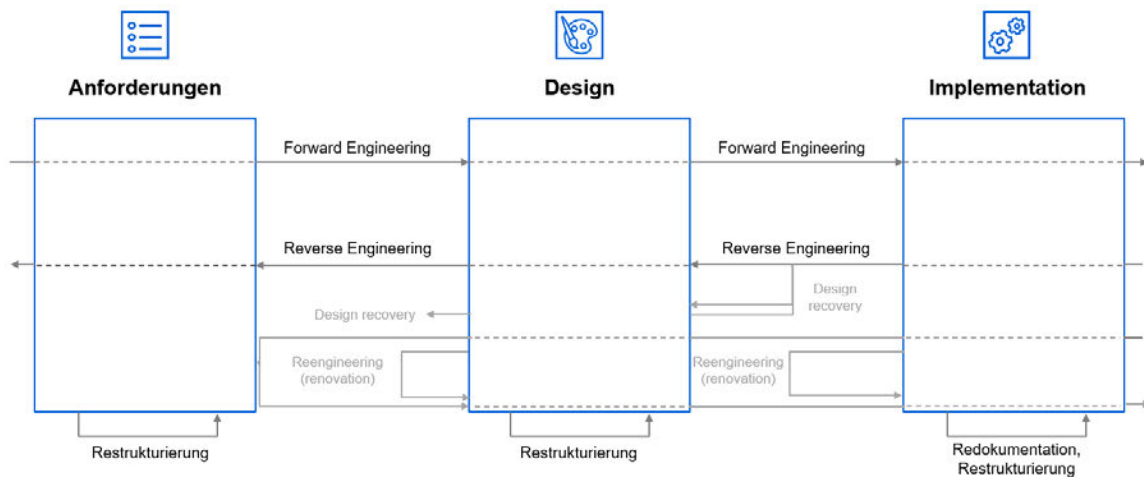 Anforderungen
Design
Implementation
Forward Engineering
Forward Engineering
Reverse Engineering
Reverse Engineering
Design recovery
Design
recovery
Reengineering
(renovation)
Reengineering
(renovation)
Restrukturierung
Restrukturierung
Redokumentation,
Restrukturierung